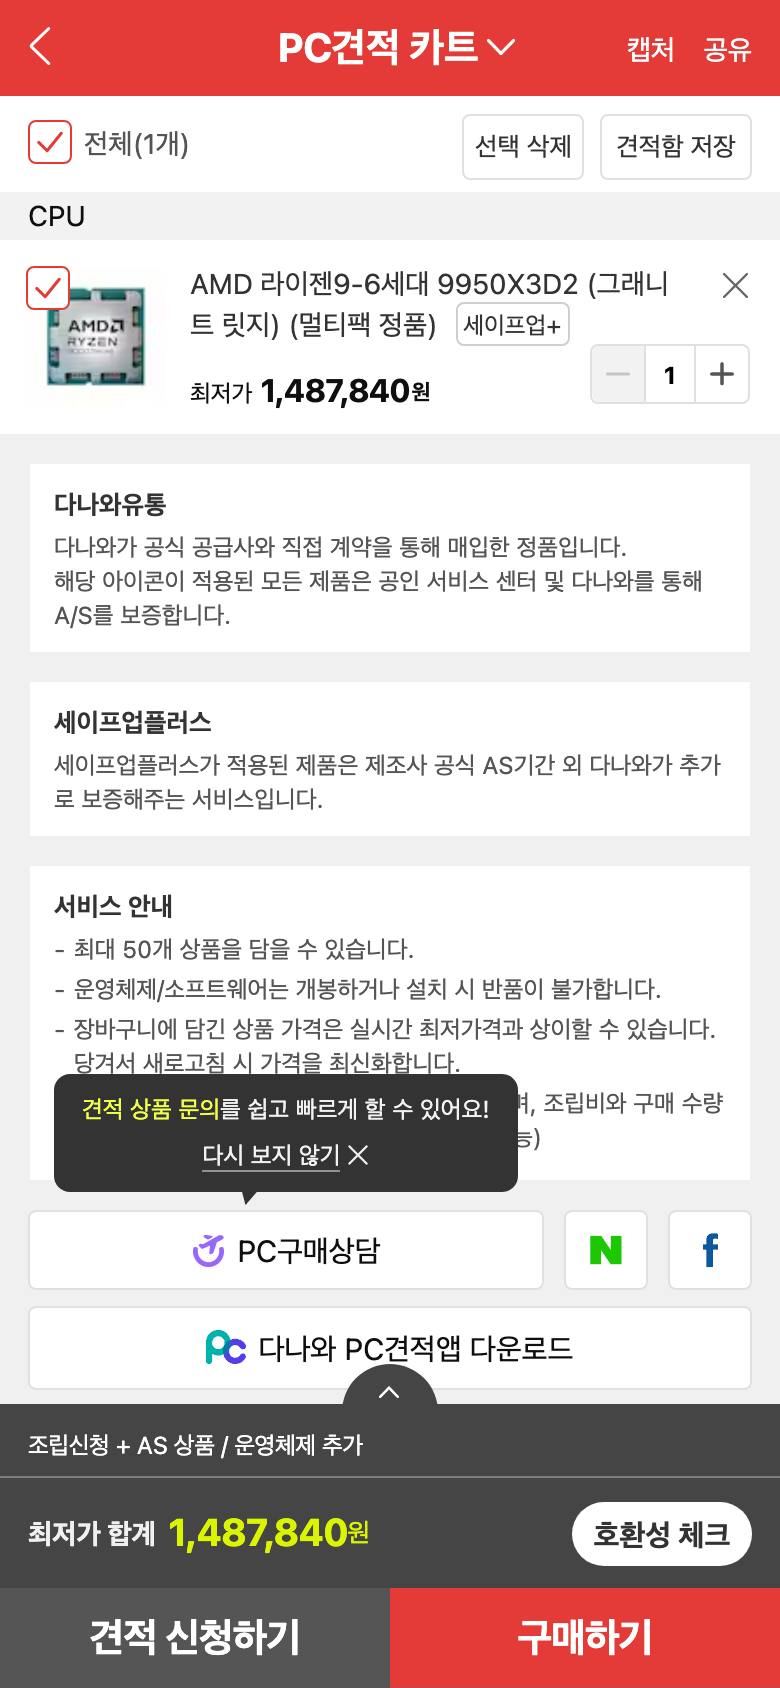 PC견적 카트
캡처
공유
전체(1개)
선택 삭제
견적함 저장
CPU
AMD
RYZEN
AMD 라이젠9-6세대 9950X3D2 (그래니
트 릿지) (멀티팩 정품)
세이프업+
최저가 1,487,840원
1
다나와유통
다나와가 공식 공급사와 직접 계약을 통해 매입한 정품입니다.
해당 아이콘이 적용된 모든 제품은 공인 서비스 센터 및 다나와를 통해
A/S를 보증합니다.
세이프업플러스
세이프업플러스가 적용된 제품은 제조사 공식 AS기간 외 다나와가 추가
로 보증해주는 서비스입니다.
서비스 안내
- 최대 50개 상품을 담을 수 있습니다.
- 운영체제/소프트웨어는 개봉하거나 설치 시 반품이 불가합니다.
- 장바구니에 담긴 상품 가격은 실시간 최저가격과 상이할 수 있습니다.
당겨서 새로고침 시 가격을 최신화합니다.
며, 조립비와 구매 수량
능)
견적 상품 문의를 쉽고 빠르게 할 수 있어요!
다시 보지 않기
PC구매상담
N
f
PC 다나와 PC견적앱 다운로드
조립신청 + AS 상품 / 운영체제 추가
최저가 합계 1,487,840원
호환성 체크
견적 신청하기
구매하기